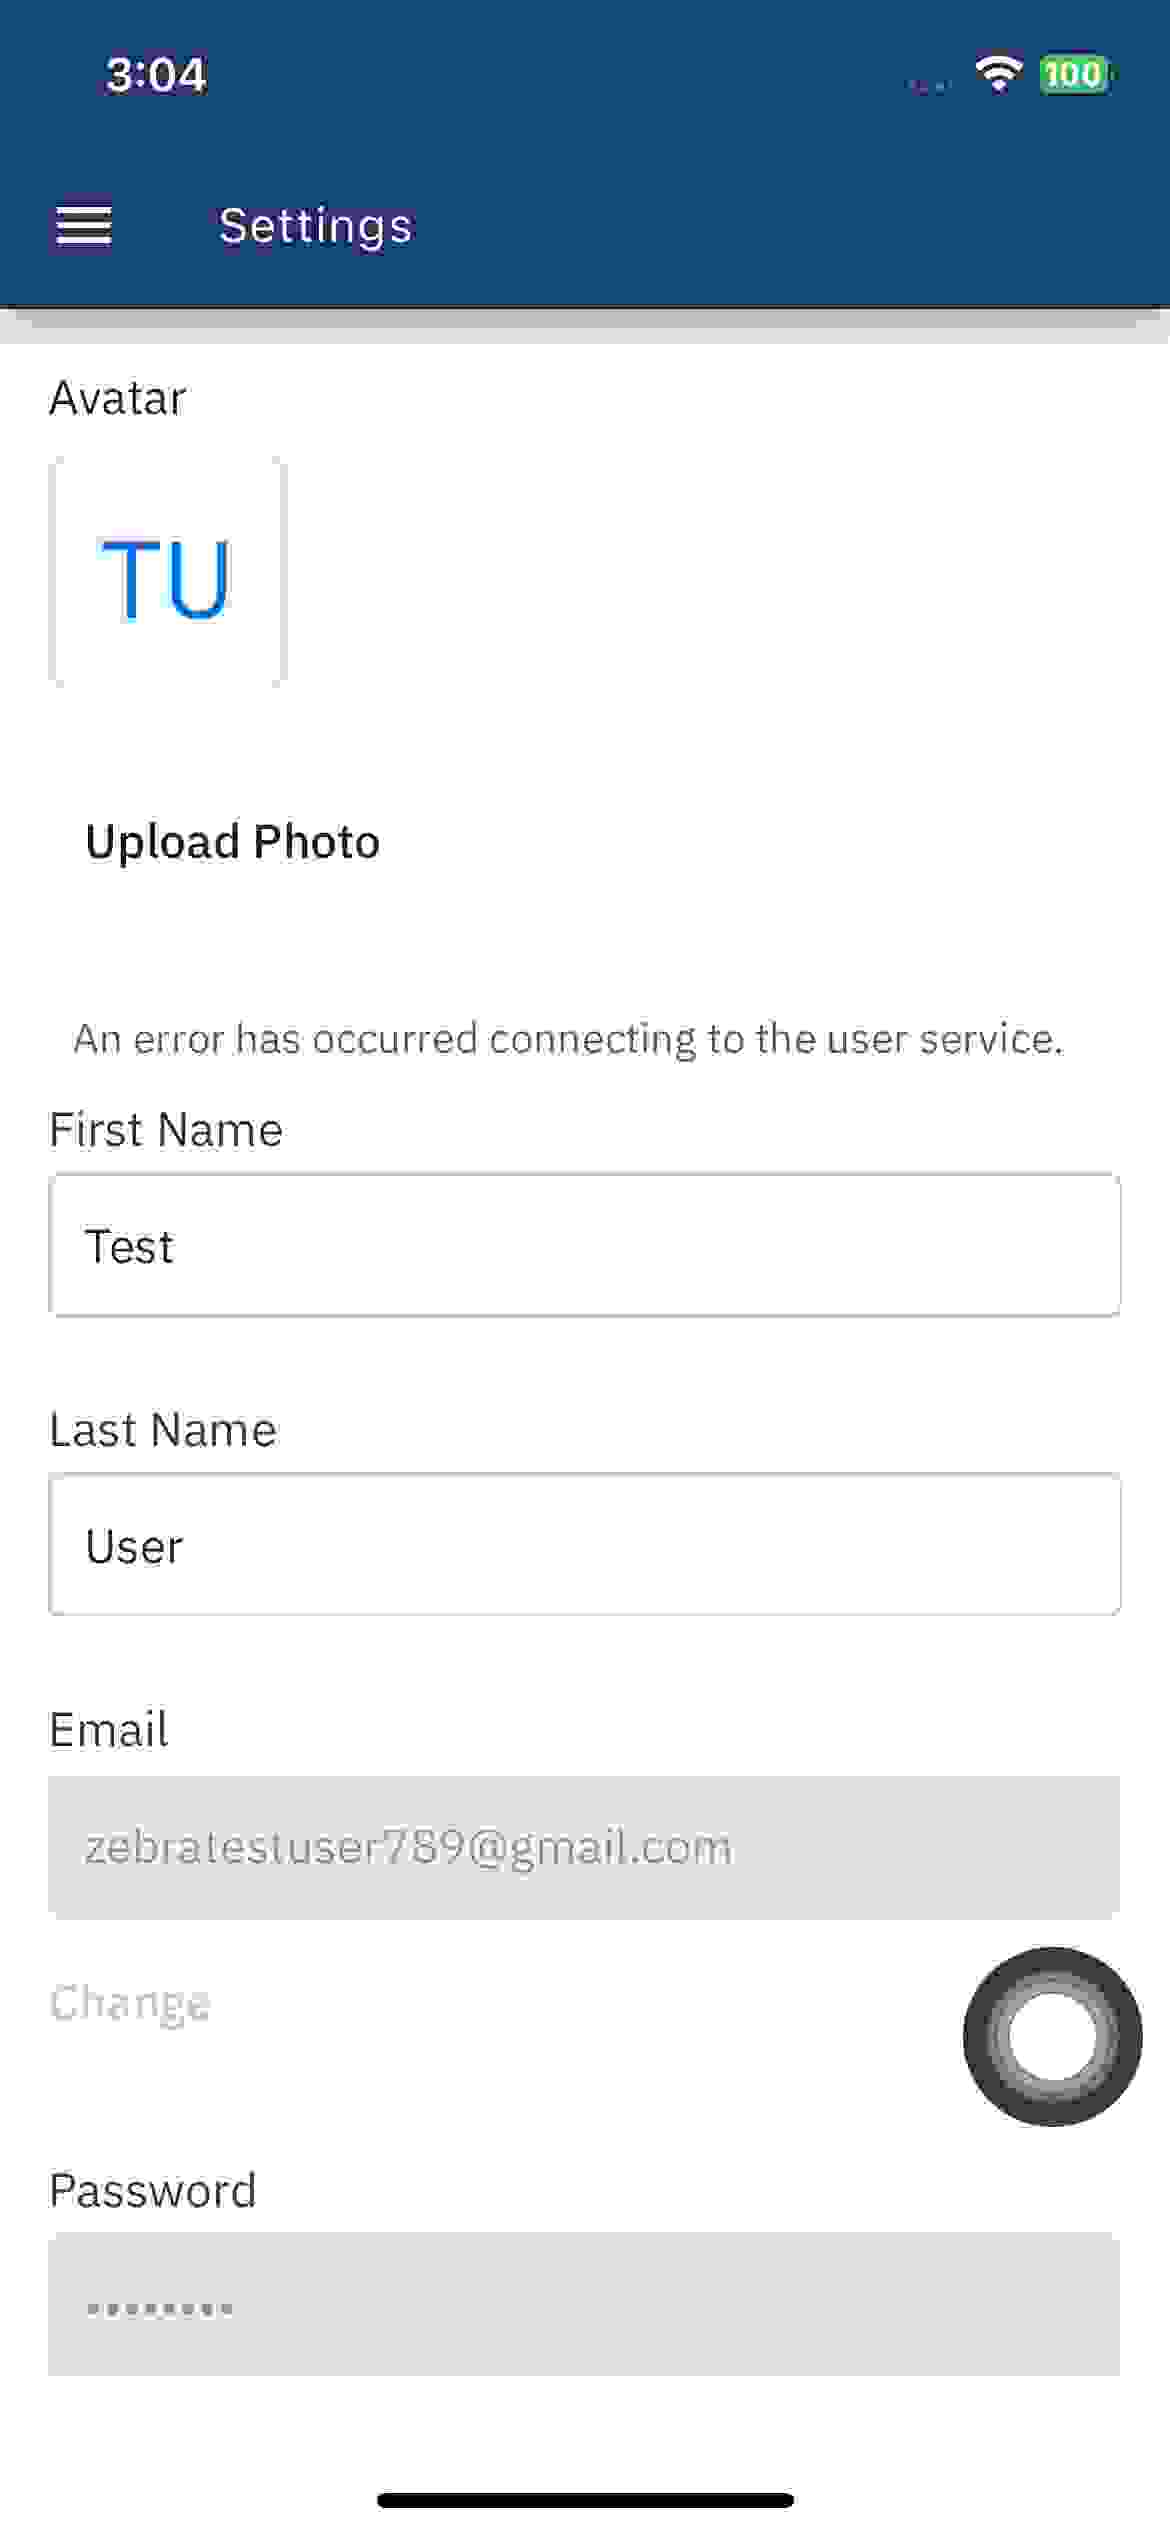 3:04
100
Settings
Avatar
TU
Upload Photo
An error has occurred connecting to the user service.
First Name
Test
Last Name
User
Email
zebratestuser789@gmail.com
Change
Password
••••••••